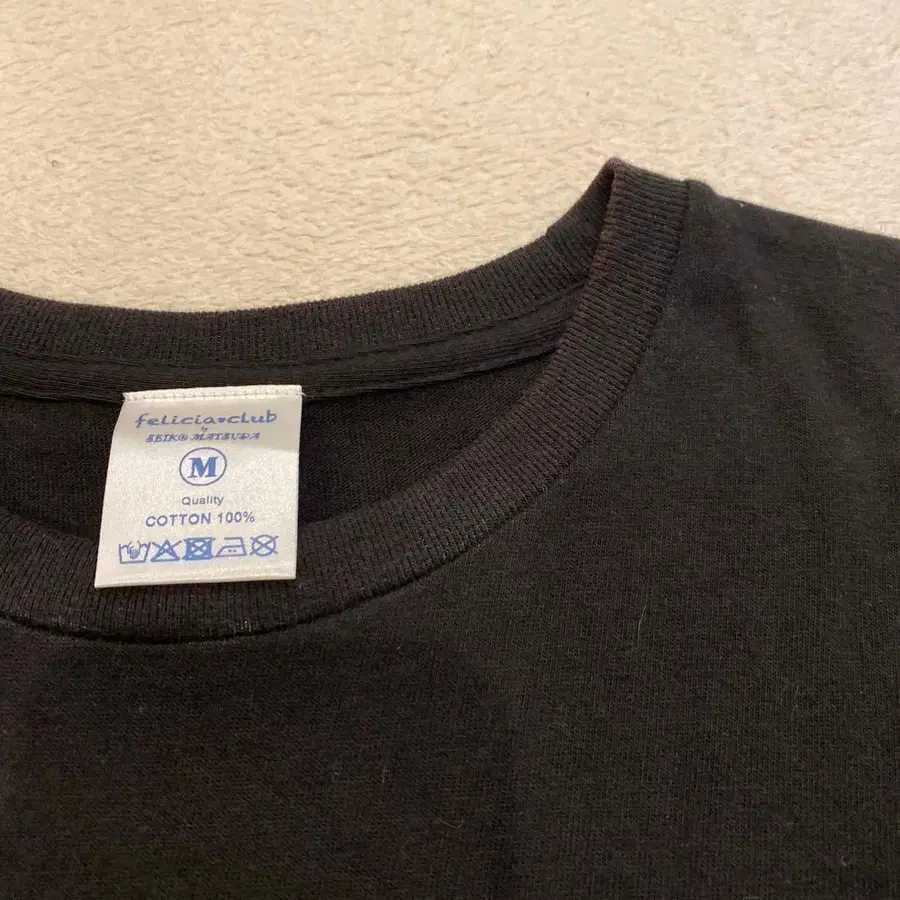 felicia♥club
by
SEIKO MATSUDA
M
Quality
COTTON 100%